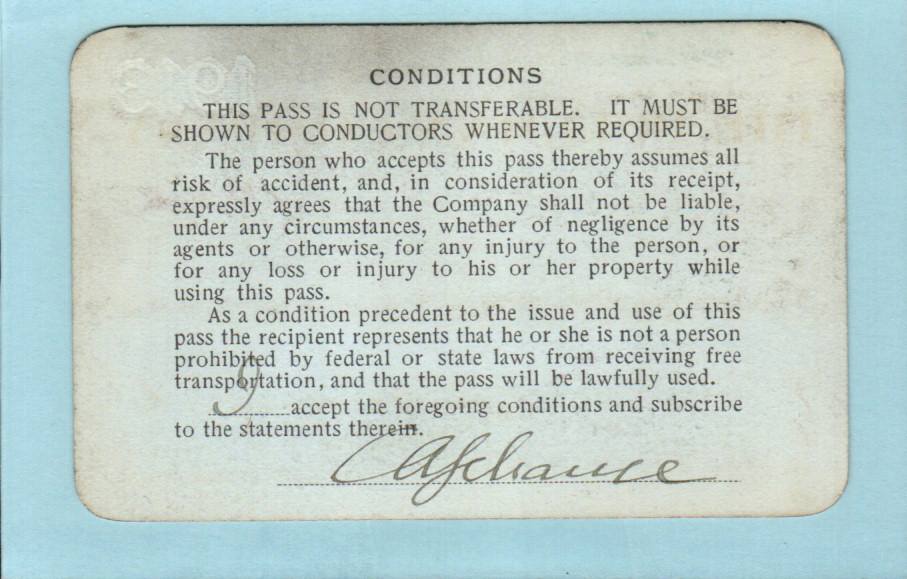 CONDITIONS
THIS PASS IS NOT TRANSFERABLE. IT MUST BE
SHOWN TO CONDUCTORS WHENEVER REQUIRED.
The person who accepts this pass thereby assumes all
risk of accident, and, in consideration of its receipt,
expressly agrees that the Company shall not be liable,
under any circumstances, whether of negligence by its
agents or otherwise, for any injury to the person, or
for any loss or injury to his or her property while
using this pass.
As a condition precedent to the issue and use of this
pass the recipient represents that he or she is not a person
prohibited by federal or state laws from receiving free
transportation, and that the pass will be lawfully used.
I accept the foregoing conditions and subscribe
to the statements therein.